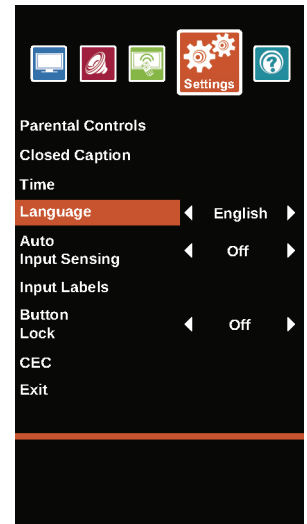 Settings
Parental Controls
Closed Caption
Time
Language English
Auto
Input Sensing Off
Input Labels
Button
Lock Off
CEC
Exit